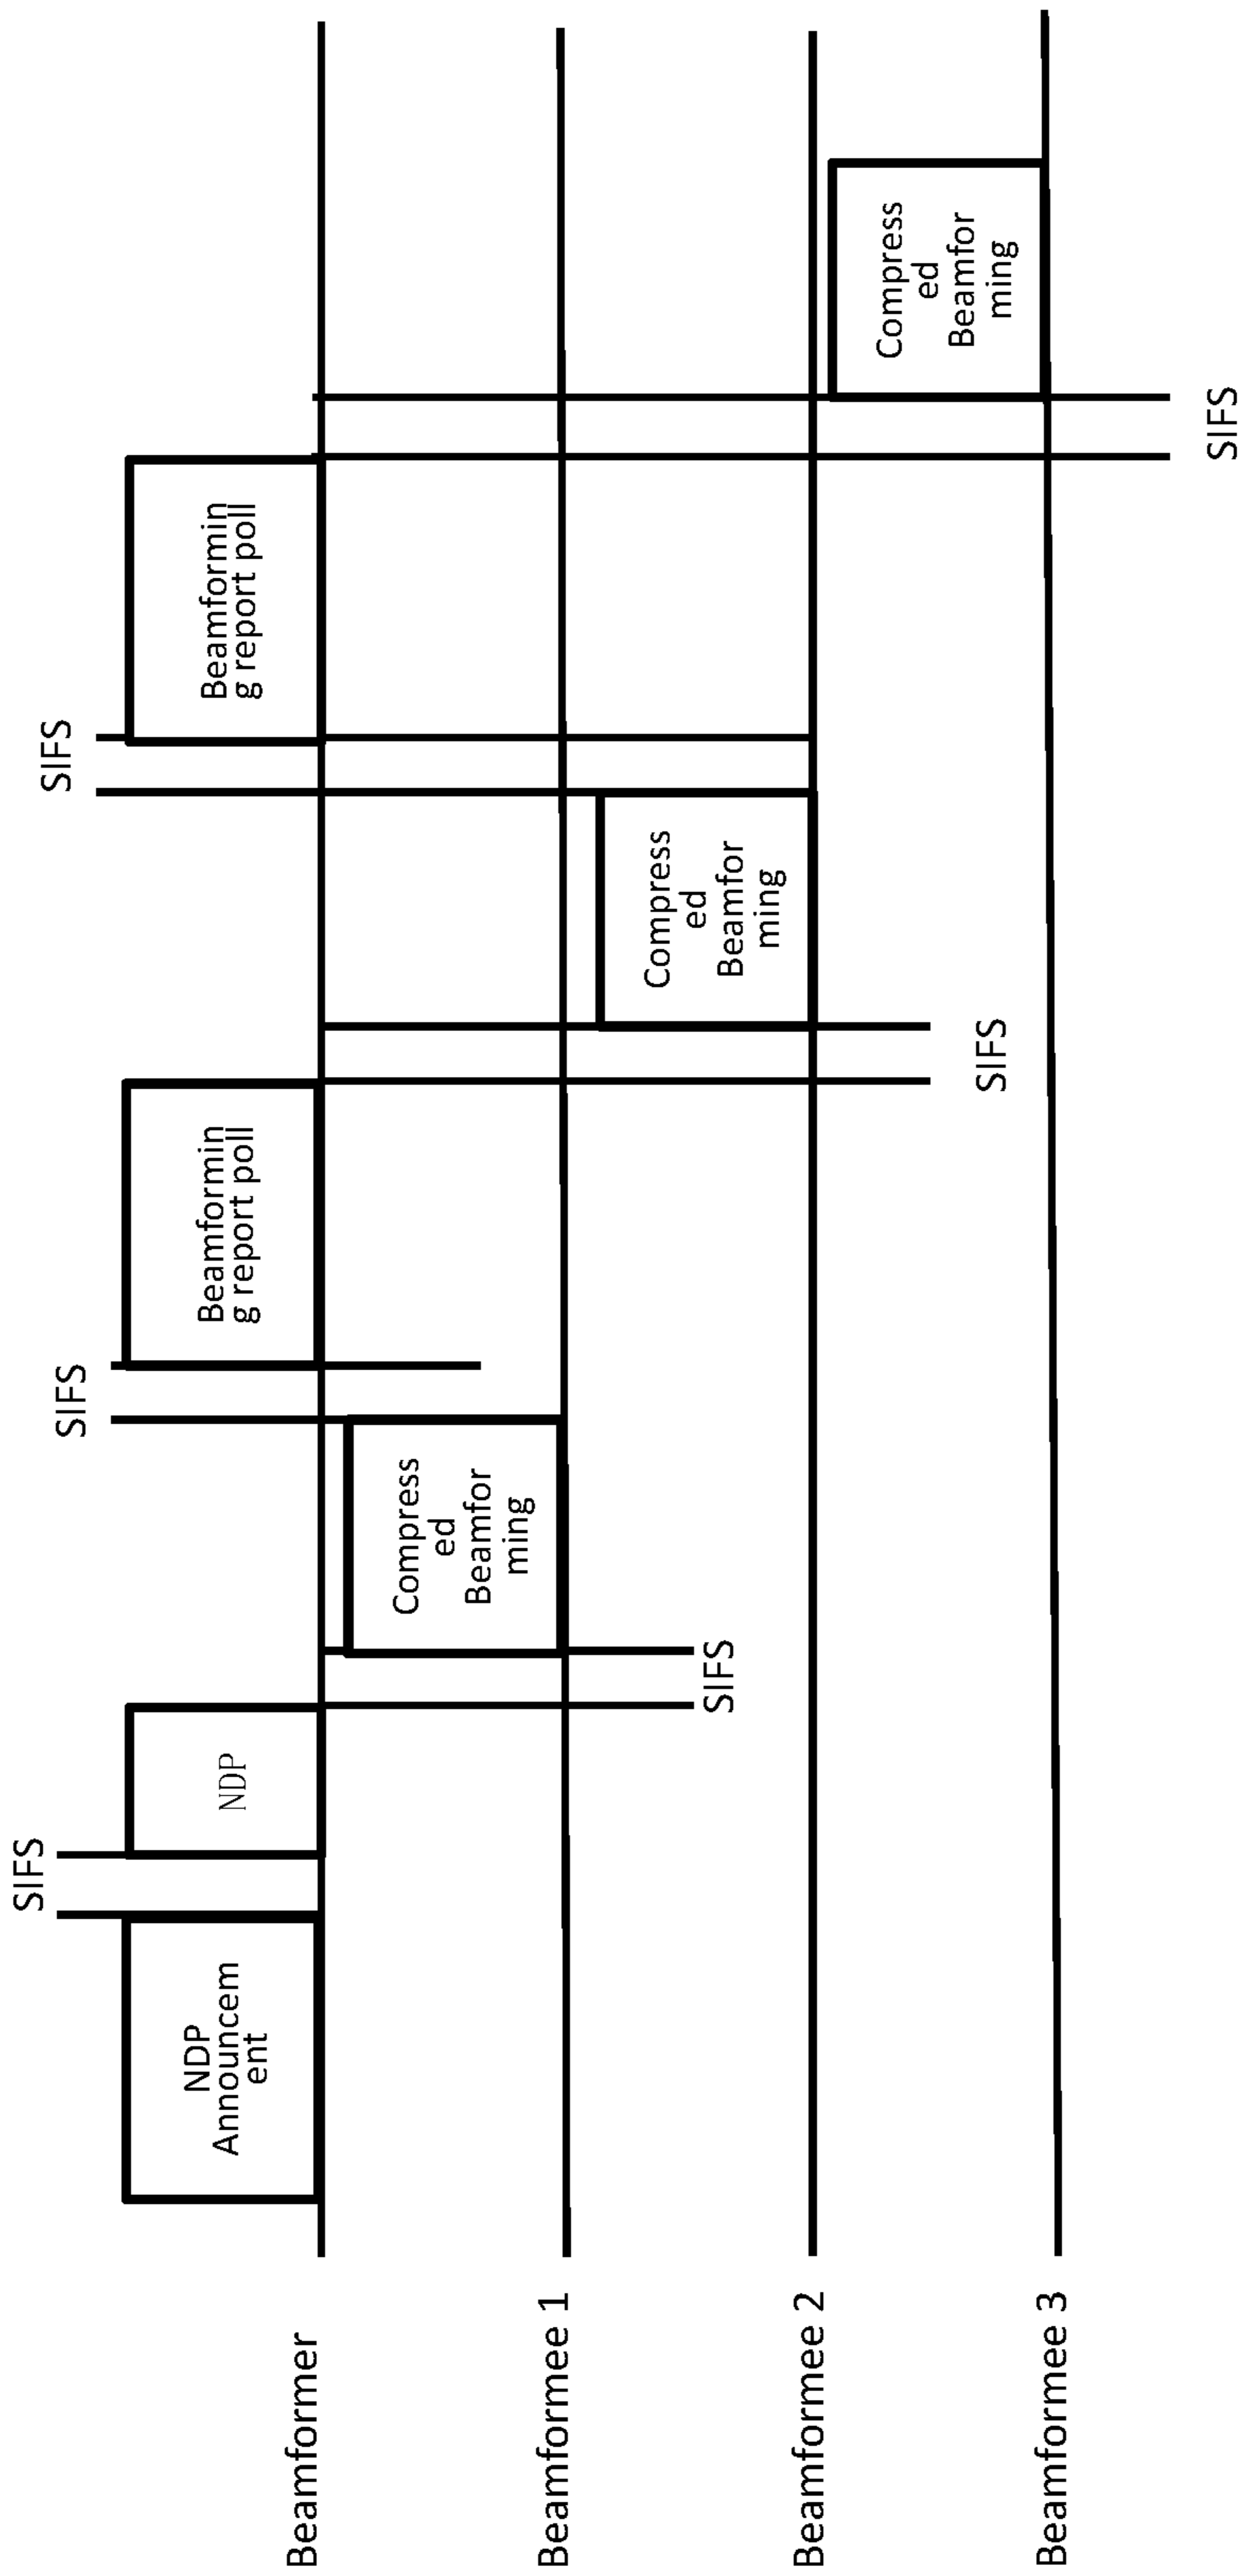 SIFS
SIFS
SIFS
NDP
Announcem
ent
NDP
Beamformin
g report poll
Beamformin
g report poll
Beamformer
Compress
ed
Beamfor
ming
Beamformee 1
SIFS
Compress
ed
Beamfor
ming
Beamformee 2
SIFS
Compress
ed
Beamfor
ming
Beamformee 3
SIFS